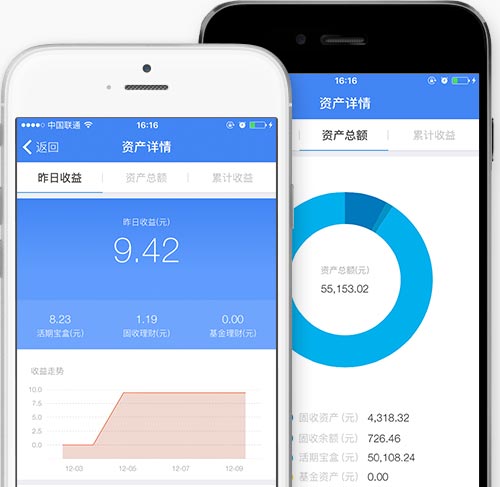 中国联通 16:16
返回 资产详情
昨日收益 资产总额 累计收益
昨日收益(元)
9.42
8.23 1.19 0.00
活期宝盒(元) 固收理财(元) 基金理财(元)
收益走势
10.0
7.5
5.0
2.5
0.0
12-03 12-05 12-07 12-09
16:16
资产详情
资产总额 累计收益
资产总额(元)
55,153.02
固收资产(元) 4,318.32
固收余额(元) 726.46
活期宝盒(元) 50,108.24
基金资产(元) 0.00